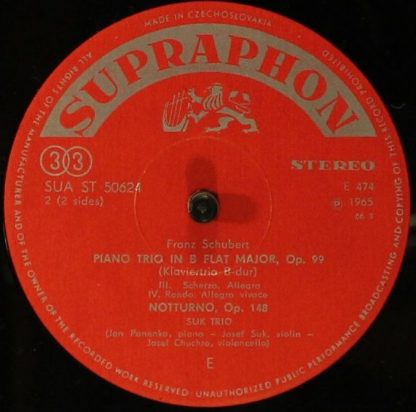 MADE IN CZECHOSLOVAKIA
SUPRAPHON
33
STEREO
SUA ST 50624
E 474
2 (2 sides)
℗ 1965
Franz Schubert
PIANO TRIO IN B FLAT MAJOR, Op. 99
(Klaviertrio B-dur)
III. Scherzo. Allegro
IV. Rondo. Allegro vivace
NOTTURNO, Op. 148
SUK TRIO
(Jan Panenka, piano – Josef Suk, violin –
Josef Chuchro, violoncello)
E
ALL RIGHTS OF THE MANUFACTURER AND OF THE OWNER OF THE RECORDED WORK RESERVED · UNAUTHORIZED PUBLIC PERFORMANCE BROADCASTING AND COPYING OF THIS RECORD PROHIBITED